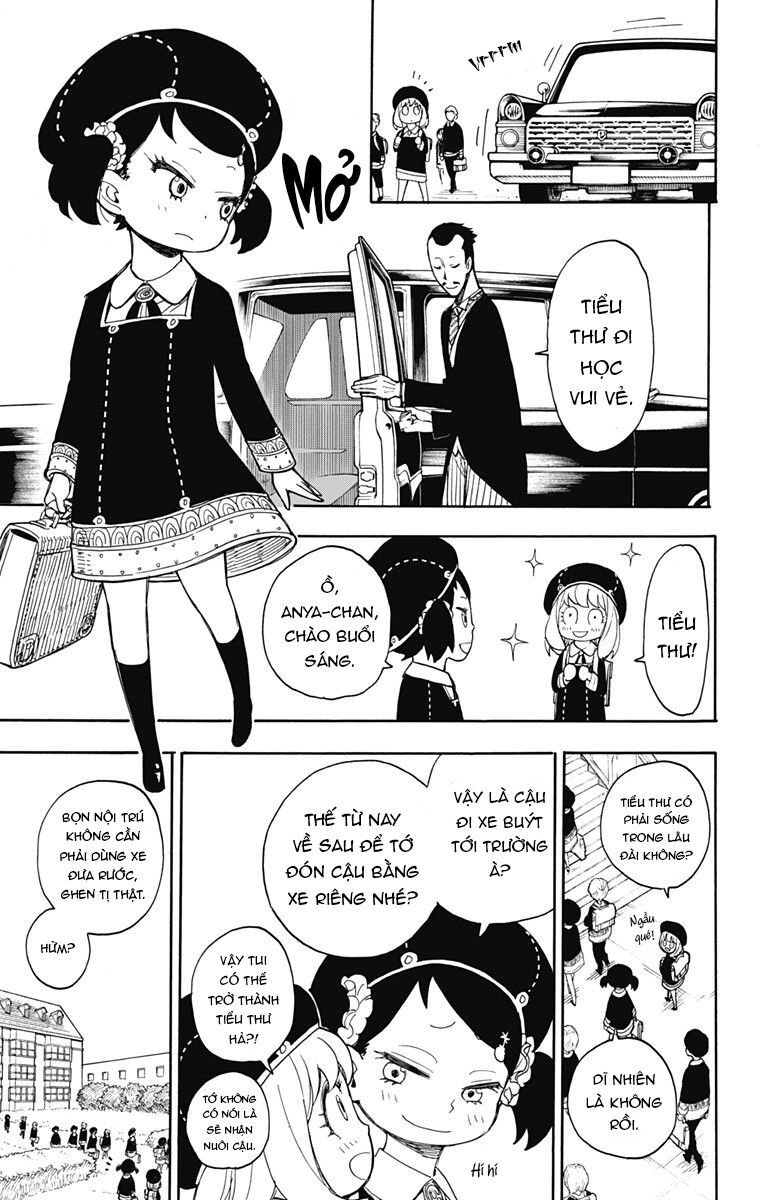 Vrrrm
MỞ
TIỂU
THƯ ĐI
HỌC
VUI VẺ.
TIỂU
THƯ!
Ồ,
ANYA-CHAN,
CHÀO BUỔI
SÁNG.
TIỂU THƯ CÓ
PHẢI SỐNG
TRONG LÂU
ĐÀI KHÔNG?
Ngầu
quá!
DĨ NHIÊN
LÀ KHÔNG
RỒI.
VẬY LÀ CẬU
ĐI XE BUÝT
TỚI TRƯỜNG
À?
THẾ TỪ NAY
VỀ SAU ĐỂ TỚ
ĐÓN CẬU BẰNG
XE RIÊNG NHÉ?
VẬY TUI
CÓ THỂ
TRỞ THÀNH
TIỂU THƯ
HẢ?!
TỚ KHÔNG
CÓ NÓI LÀ
SẼ NHẬN
NUÔI CẬU.
Hí hí
BỌN NỘI TRÚ
KHÔNG CẦN
PHẢI DÙNG XE
ĐƯA RƯỚC,
GHEN TỊ THẬT.
HỬM?